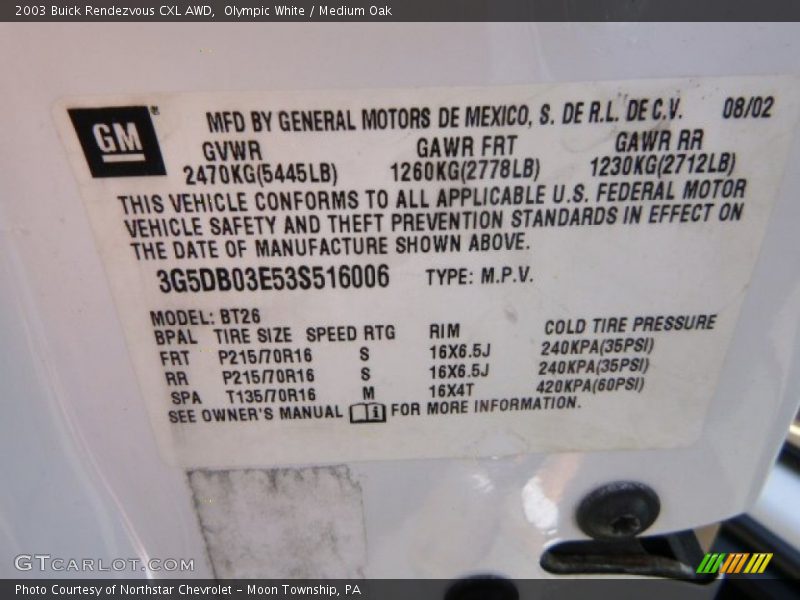 2003 Buick Rendezvous CXL AWD,  Olympic White / Medium Oak
GM® MFD BY GENERAL MOTORS DE MEXICO, S. DE R.L. DE C.V. 08/02
GVWR GAWR FRT GAWR RR
2470KG(5445LB) 1260KG(2778LB) 1230KG(2712LB)
THIS VEHICLE CONFORMS TO ALL APPLICABLE U.S. FEDERAL MOTOR
VEHICLE SAFETY AND THEFT PREVENTION STANDARDS IN EFFECT ON
THE DATE OF MANUFACTURE SHOWN ABOVE.
3G5DB03E53S516006 TYPE: M.P.V.
MODEL: BT26
BPAL TIRE SIZE SPEED RTG RIM COLD TIRE PRESSURE
FRT P215/70R16 S 16X6.5J 240KPA(35PSI)
RR P215/70R16 S 16X6.5J 240KPA(35PSI)
SPA T135/70R16 M 16X4T 420KPA(60PSI)
SEE OWNER'S MANUAL i FOR MORE INFORMATION.
GTCARLOT.COM
Photo Courtesy of Northstar Chevrolet - Moon Township, PA